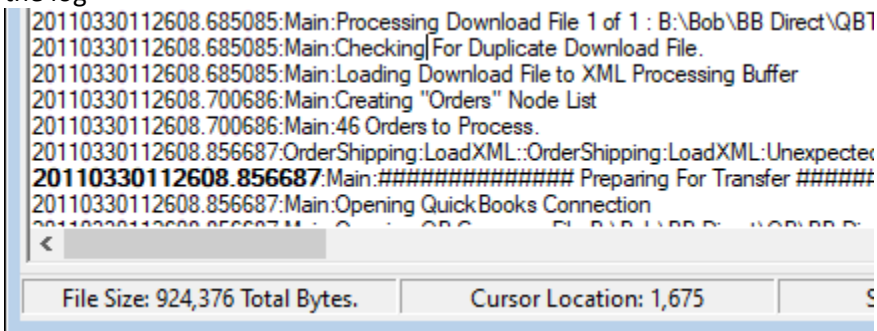 the log
20110330112608.685085:Main:Processing Download File 1 of 1 : B:\Bob\BB Direct\QBT
20110330112608.685085:Main:Checking For Duplicate Download File.
20110330112608.685085:Main:Loading Download File to XML Processing Buffer
20110330112608.700686:Main:Creating "Orders" Node List
20110330112608.700686:Main:46 Orders to Process.
20110330112608.856687:OrderShipping:LoadXML::OrderShipping:LoadXML:Unexpected
20110330112608.856687:Main:############## Preparing For Transfer ######
20110330112608.856687:Main:Opening QuickBooks Connection
File Size: 924,376 Total Bytes. Cursor Location: 1,675 S